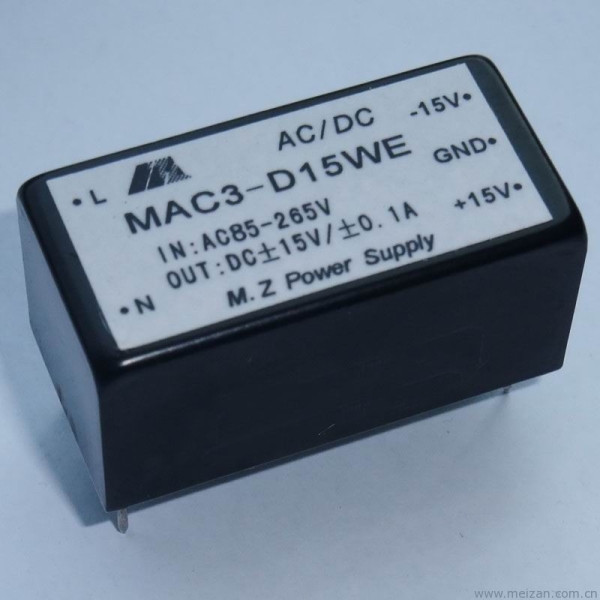 AC/DC
-15V•
•L
MAC3-D15WE
GND•
IN:AC85-265V
+15V•
OUT:DC±15V/±0.1A
•N
M.Z Power Supply
www.meizan.com.cn